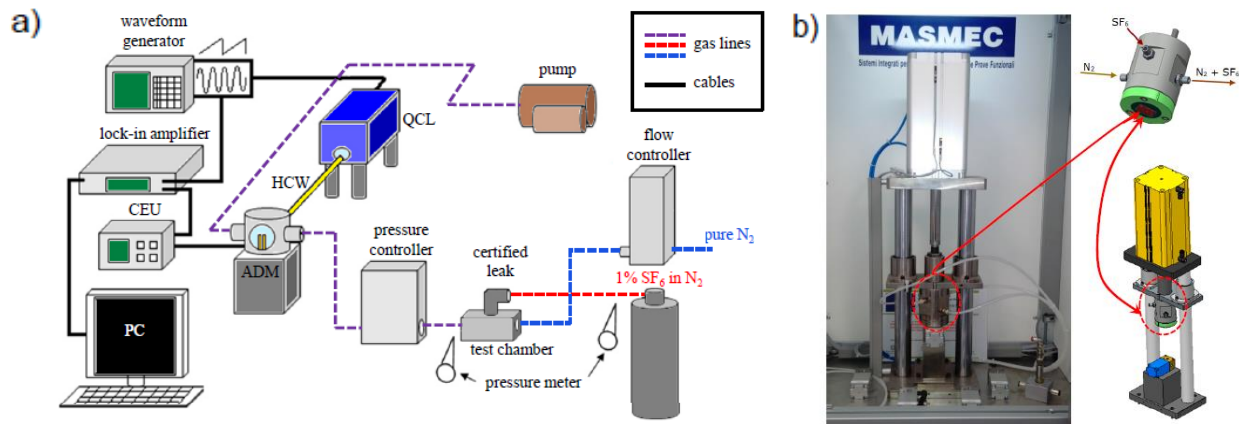 a)
waveform
generator
lock-in amplifier
CEU
PC
ADM
HCW
QCL
pump
gas lines
cables
flow
controller
pressure
controller
certified
leak
pure N₂
1% SF₆ in N₂
test chamber
pressure meter
b)
MASMEC
SF₆
N₂
N₂ + SF₆